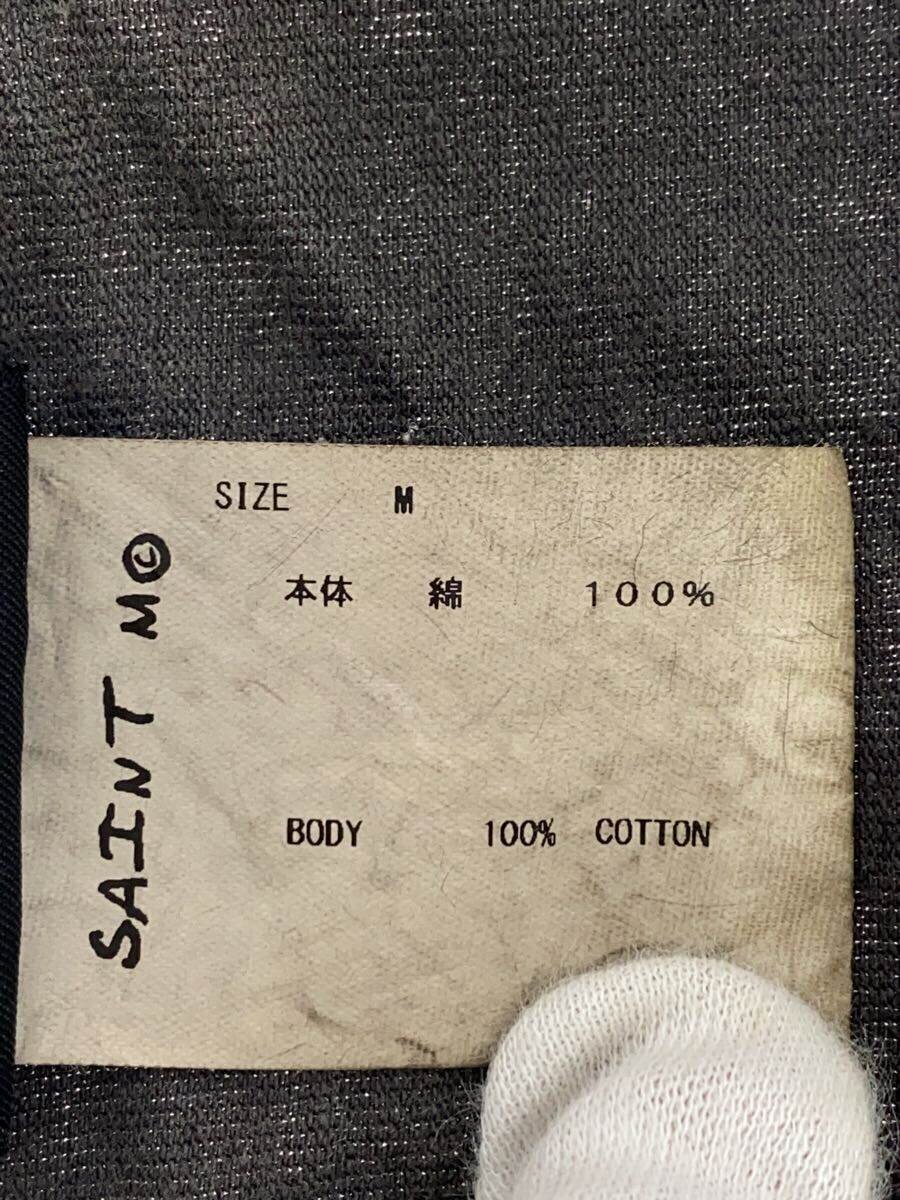 SIZE M
本体 綿 １００％
BODY 100% COTTON
SAINT M©